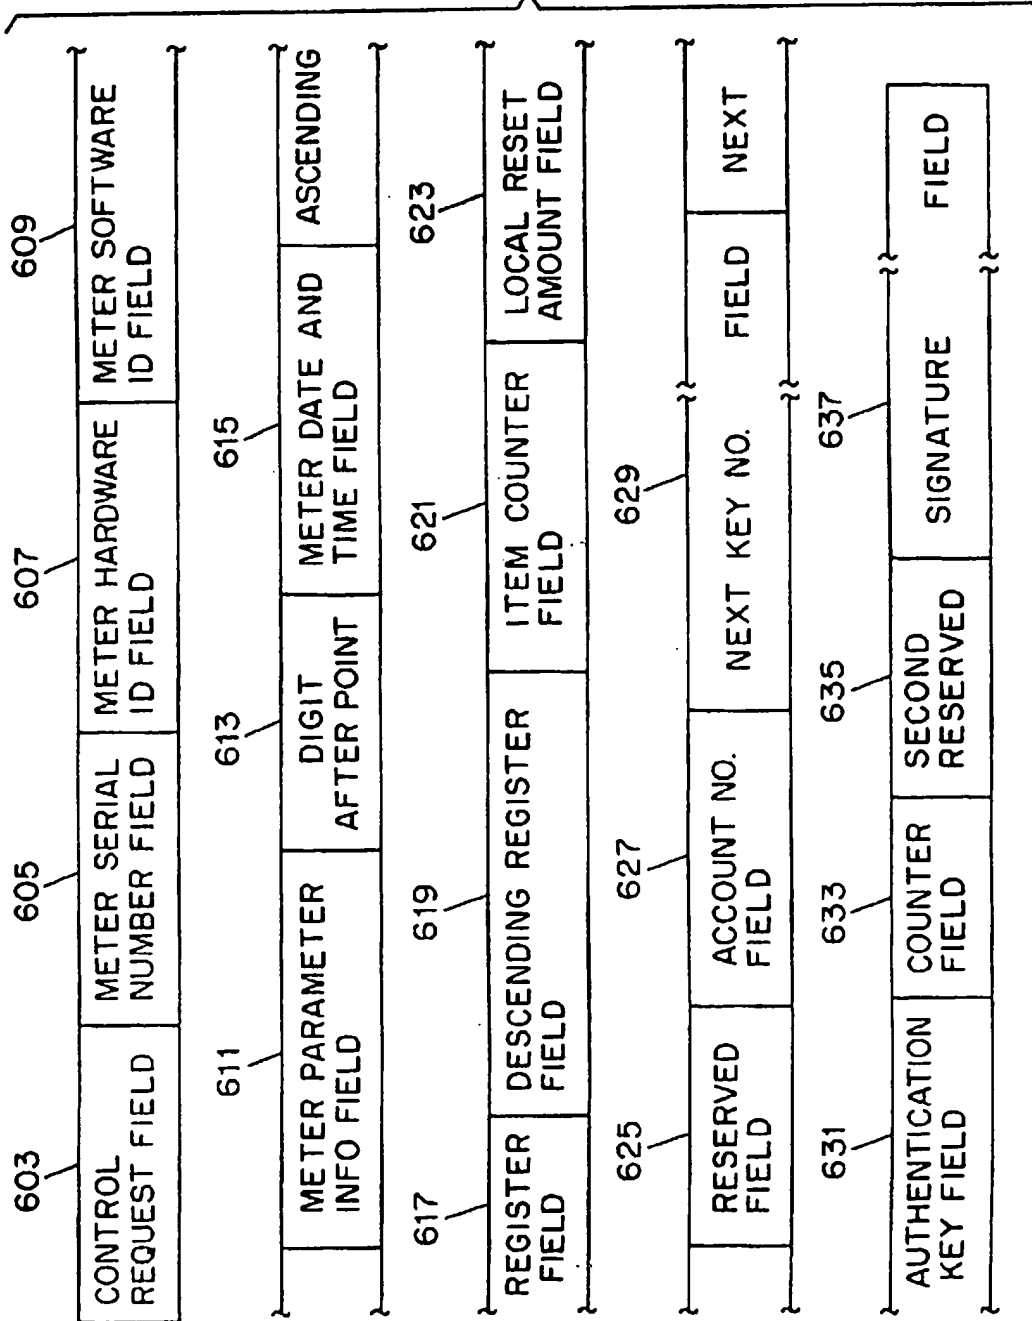 603
605
607
609
CONTROL
REQUEST FIELD
METER SERIAL
NUMBER FIELD
METER HARDWARE
ID FIELD
METER SOFTWARE
ID FIELD
611
613
615
METER PARAMETER
INFO FIELD
DIGIT
AFTER POINT
METER DATE AND
TIME FIELD
ASCENDING
617
619
621
623
REGISTER
FIELD
DESCENDING REGISTER
FIELD
ITEM COUNTER
FIELD
LOCAL RESET
AMOUNT FIELD
625
627
629
RESERVED
FIELD
ACCOUNT NO.
FIELD
NEXT KEY NO. FIELD
NEXT
631
633
635
637
AUTHENTICATION
KEY FIELD
COUNTER
FIELD
SECOND
RESERVED
SIGNATURE FIELD